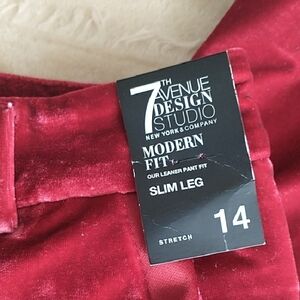 7TH
AVENUE
DESIGN
STUDIO
NEW YORK & COMPANY
MODERN
FIT
OUR LEANER PANT FIT
SLIM LEG
14
STRETCH